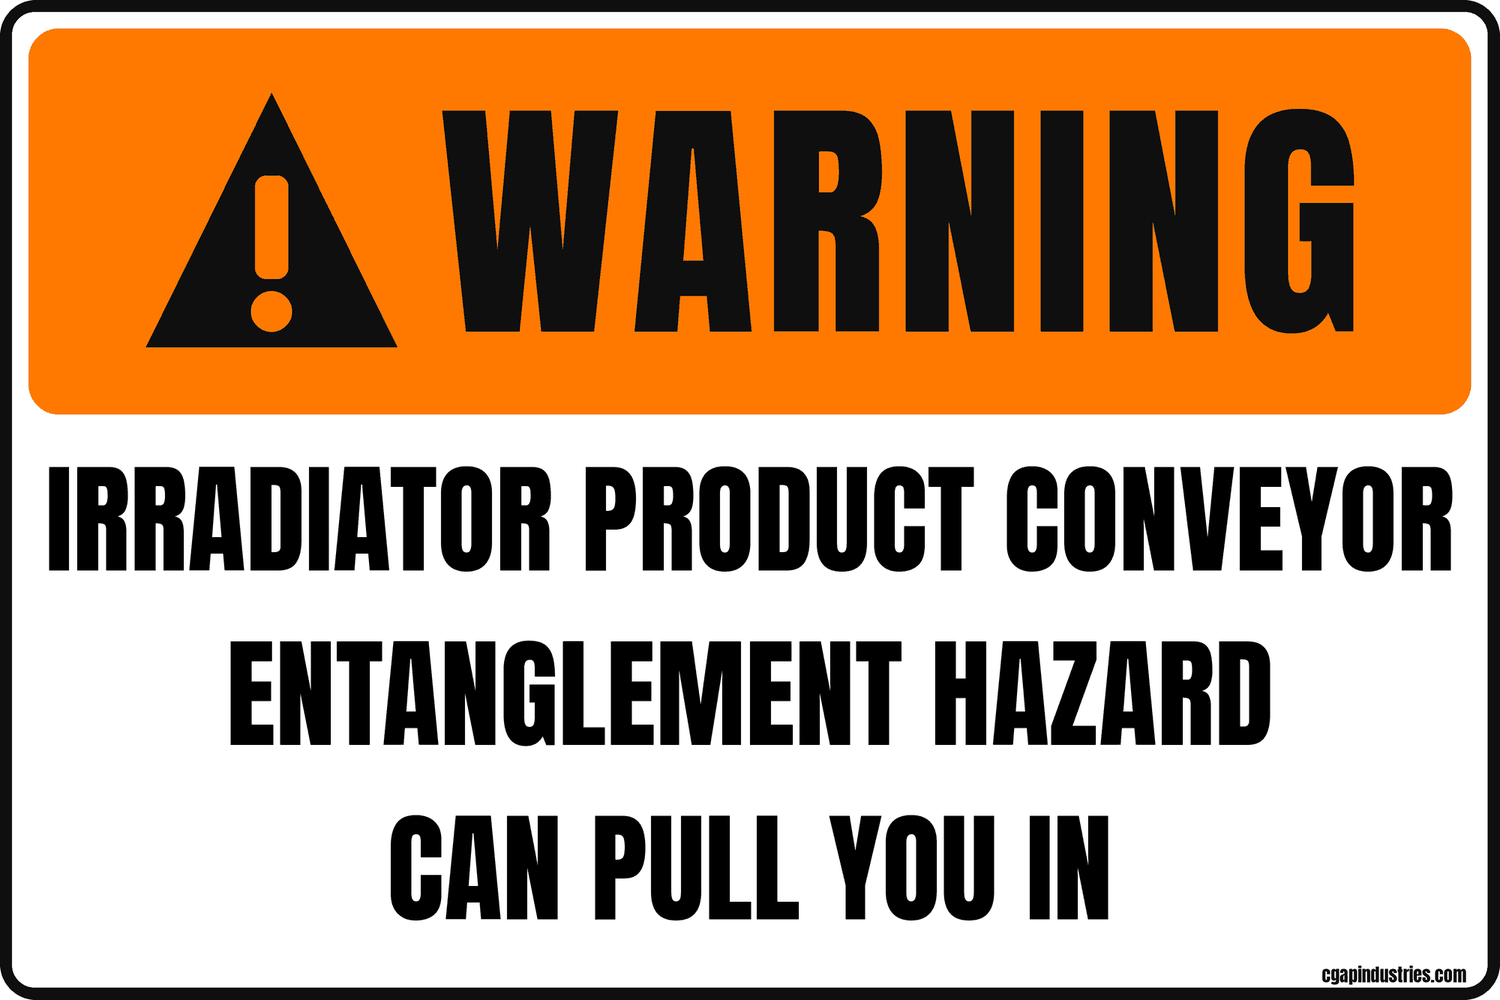 WARNING
IRRADIATOR PRODUCT CONVEYOR
ENTANGLEMENT HAZARD
CAN PULL YOU IN
cgapindustries.com